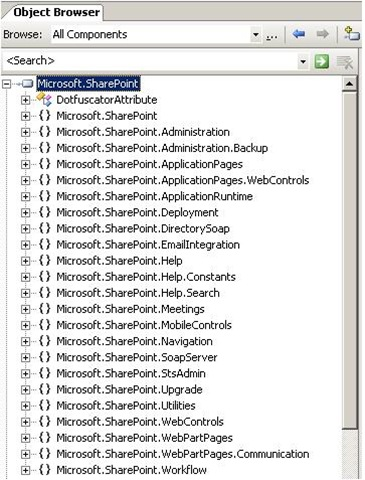 Object Browser
Browse: All Components ...
<Search>
Microsoft.SharePoint
DotfuscatorAttribute
{} Microsoft.SharePoint
{} Microsoft.SharePoint.Administration
{} Microsoft.SharePoint.Administration.Backup
{} Microsoft.SharePoint.ApplicationPages
{} Microsoft.SharePoint.ApplicationPages.WebControls
{} Microsoft.SharePoint.ApplicationRuntime
{} Microsoft.SharePoint.Deployment
{} Microsoft.SharePoint.DirectorySoap
{} Microsoft.SharePoint.EmailIntegration
{} Microsoft.SharePoint.Help
{} Microsoft.SharePoint.Help.Constants
{} Microsoft.SharePoint.Help.Search
{} Microsoft.SharePoint.Meetings
{} Microsoft.SharePoint.MobileControls
{} Microsoft.SharePoint.Navigation
{} Microsoft.SharePoint.SoapServer
{} Microsoft.SharePoint.StsAdmin
{} Microsoft.SharePoint.Upgrade
{} Microsoft.SharePoint.Utilities
{} Microsoft.SharePoint.WebControls
{} Microsoft.SharePoint.WebPartPages
{} Microsoft.SharePoint.WebPartPages.Communication
{} Microsoft.SharePoint.Workflow